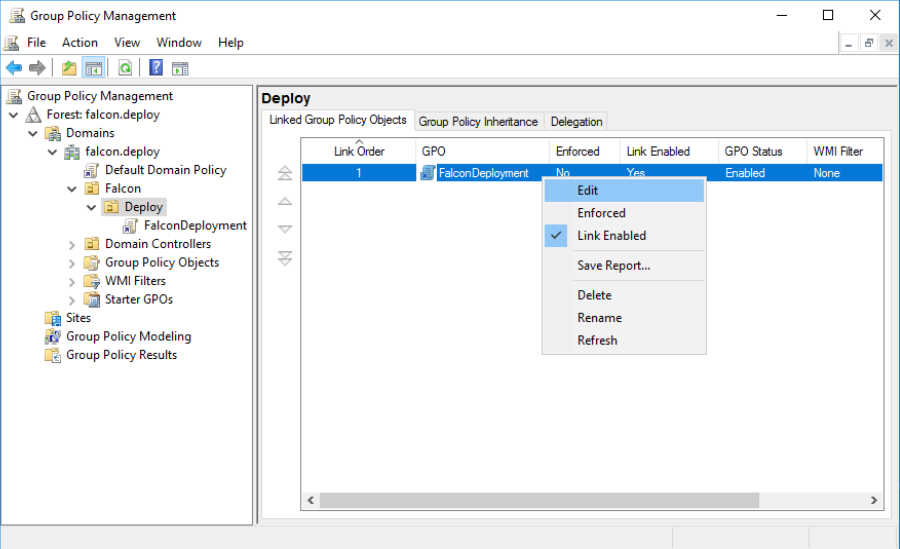 Group Policy Management
File Action View Window Help
Group Policy Management
Forest: falcon.deploy
Domains
falcon.deploy
Default Domain Policy
Falcon
Deploy
FalconDeployment
Domain Controllers
Group Policy Objects
WMI Filters
Starter GPOs
Sites
Group Policy Modeling
Group Policy Results
Deploy
Linked Group Policy Objects Group Policy Inheritance Delegation
Link Order GPO Enforced Link Enabled GPO Status WMI Filter
1 FalconDeployment No Yes Enabled None
Edit
Enforced
Link Enabled
Save Report...
Delete
Rename
Refresh